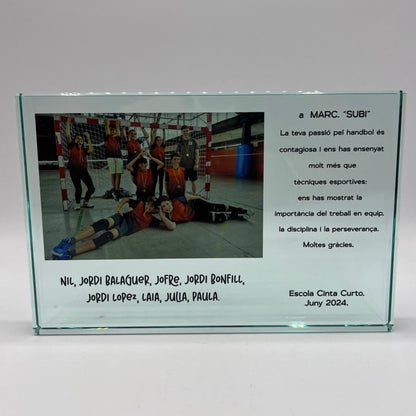 a MARC. "SUBI"
La teva passió pel handbol és
contagiosa i ens has ensenyat
molt més que
tècniques esportives:
ens has mostrat la
importància del treball en equip.
la disciplina i la perseverança.
Moltes gràcies.
NIL, JORDI BALAGUER, JOFRE, JORDI BONFILL,
JORDI LOPEZ, LAIA, JULIA, PAULA.
Escola Cinta Curto.
Juny 2024.